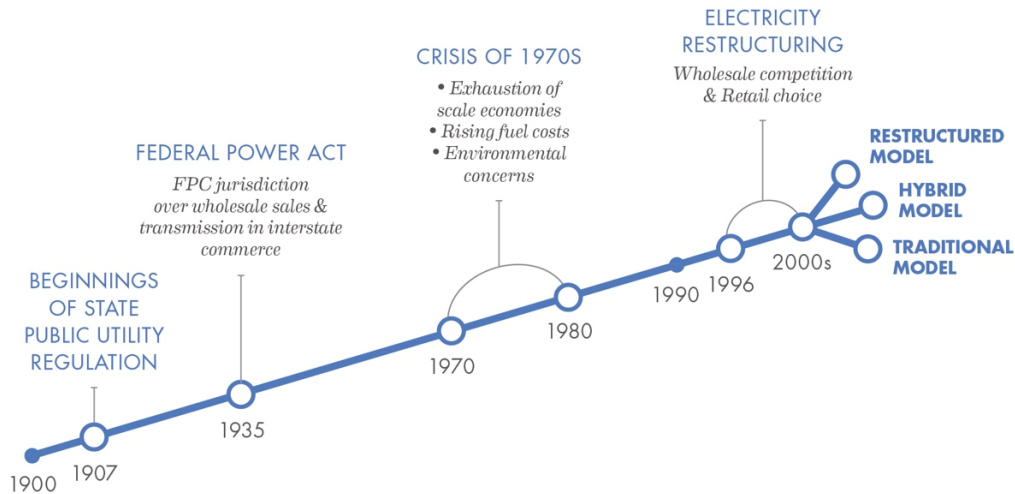 BEGINNINGS
OF STATE
PUBLIC UTILITY
REGULATION
FEDERAL POWER ACT
FPC jurisdiction
over wholesale sales &
transmission in interstate
commerce
CRISIS OF 1970S
• Exhaustion of
scale economies
• Rising fuel costs
• Environmental
concerns
ELECTRICITY
RESTRUCTURING
Wholesale competition
& Retail choice
RESTRUCTURED
MODEL
HYBRID
MODEL
TRADITIONAL
MODEL
1900
1907
1935
1970
1980
1990
1996
2000s